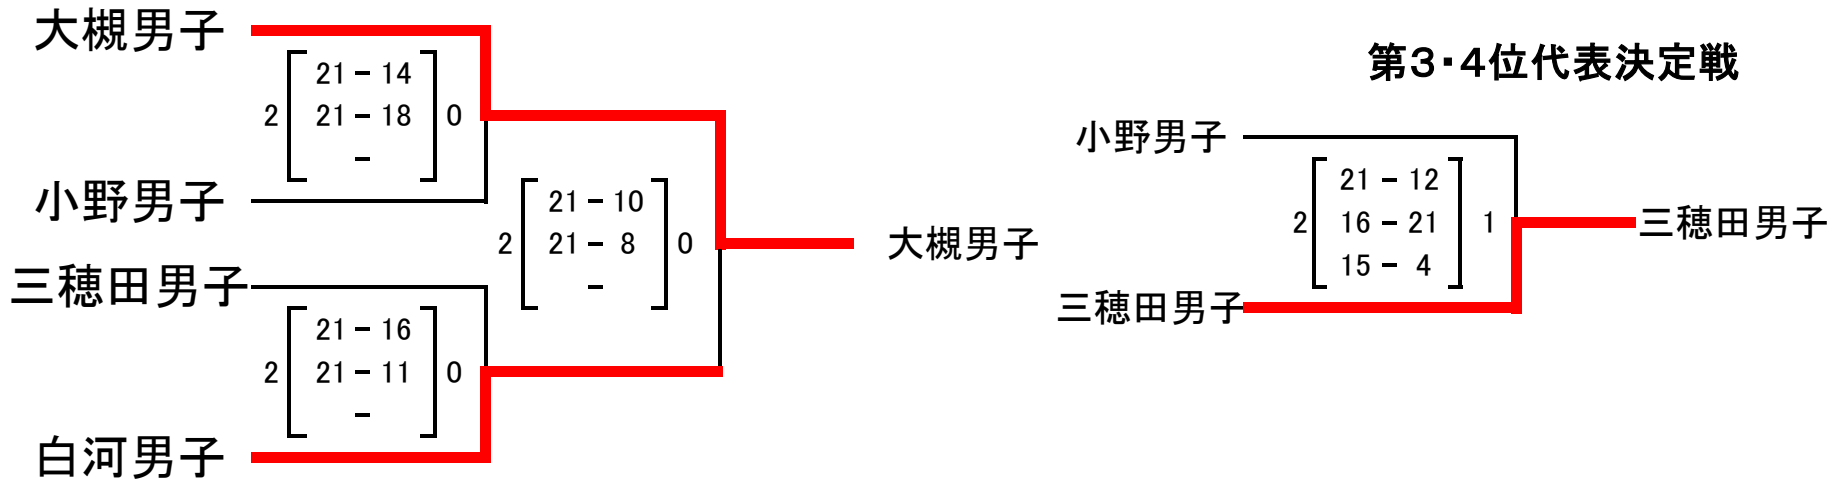 大槻男子
21 - 14
2 21 - 18 0
-
小野男子
21 - 10
2 21 - 8 0
-
大槻男子
三穂田男子
21 - 16
2 21 - 11 0
-
白河男子
第3・4位代表決定戦
小野男子
21 - 12
2 16 - 21 1
15 - 4
三穂田男子
三穂田男子